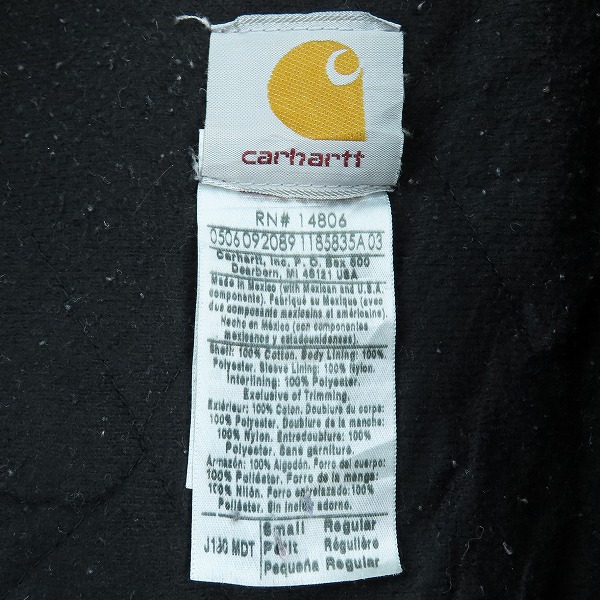 carhartt
RN# 14806
0506 092089 1185835A 03
Carhartt, Inc. P. O. Box 600
Dearborn, MI 48121 USA
Made in Mexico (with Mexican and U.S.A.
components). Fabriqué au Mexique (avec
des composants mexicains et américains).
Hecho en México (con componentes
mexicanos y estadounidenses).
Shell: 100% Cotton. Body Lining: 100%
Polyester. Sleeve Lining: 100% Nylon.
Interlining: 100% Polyester
Exclusive of Trimming.
Extérieur: 100% Coton. Doublure du corps:
100% Polyester. Doublure de la manche:
100% Nylon. Entredoublure: 100%
Polyester. Sans garniture.
Armazón: 100% Algodón. Forro del cuerpo:
100% Poliéster. Forro de la manga:
100% Nilón. Forro envelazado: 100%
Poliéster. Sin incluir adorno.
Small Regular
J130 MDT Petit Régulière
Pequeña Regular